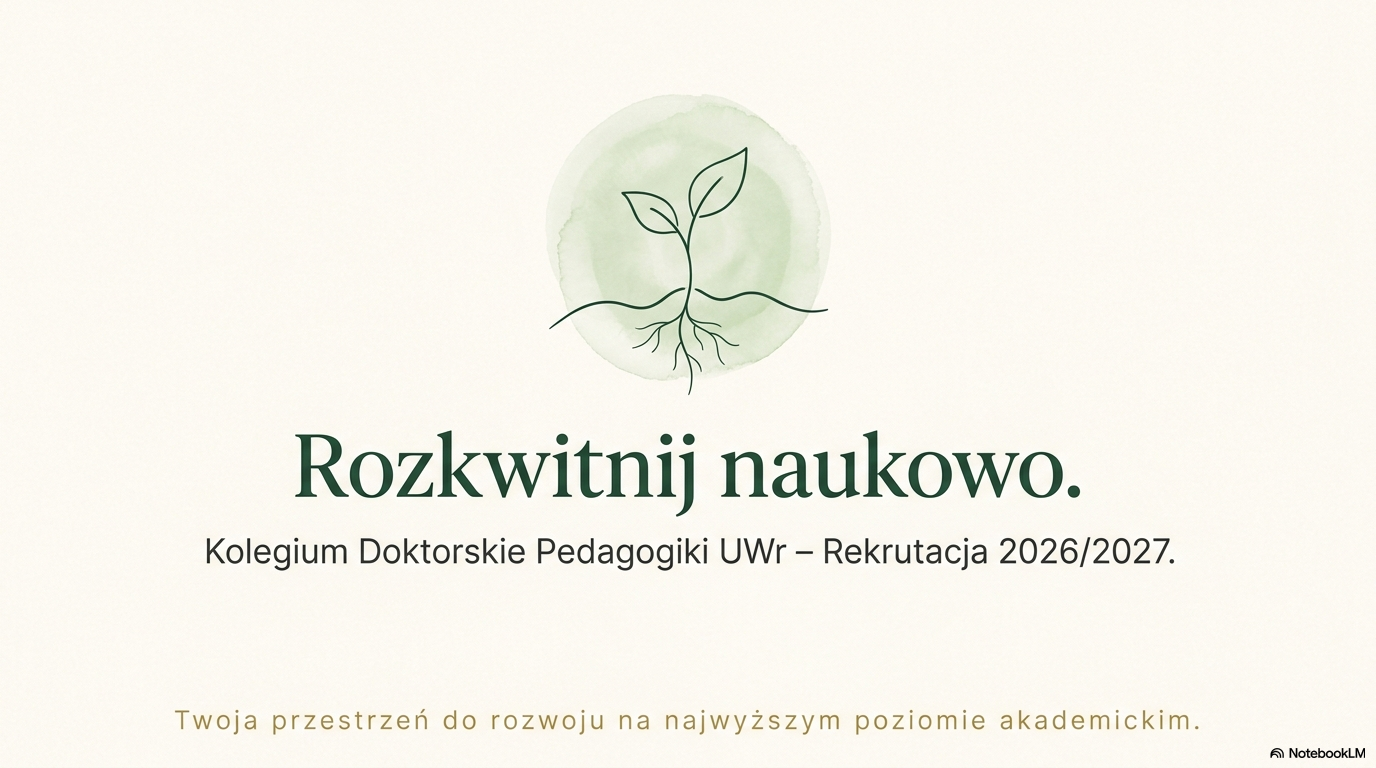 Rozkwitnij naukowo.
Kolegium Doktorskie Pedagogiki UWr – Rekrutacja 2026/2027.
Twoja przestrzeń do rozwoju na najwyższym poziomie akademickim.
NotebookLM